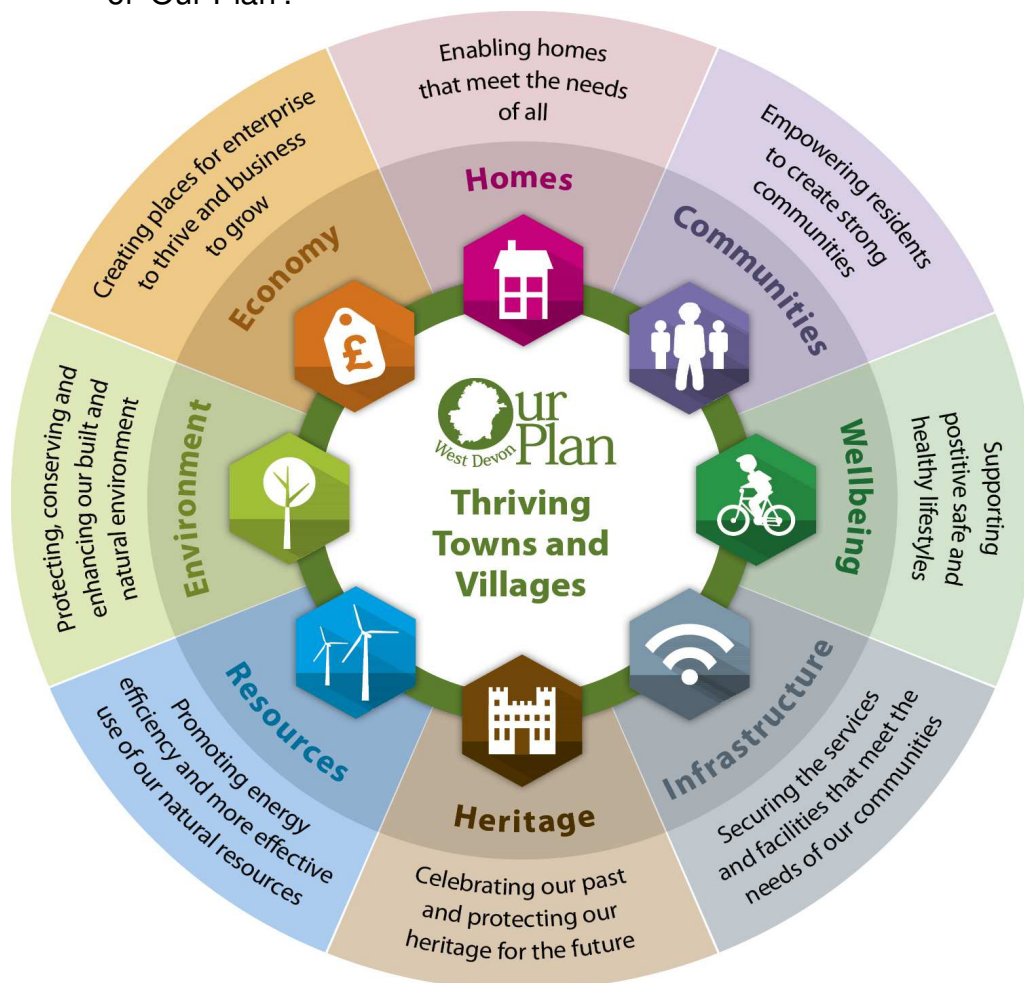 of 'Our Plan'.
Enabling homes
that meet the needs
of all
Homes
Empowering residents
to create strong
communities
Communities
Supporting
postitive safe and
healthy lifestyles
Wellbeing
Securing the services
and facilities that meet the
needs of our communities
Infrastructure
Heritage
Celebrating our past
and protecting our
heritage for the future
Resources
Promoting energy
efficiency and more effective
use of our natural resources
Protecting, conserving and
enhancing our built and
natural environment
Environment
Creating places for enterprise
to thrive and business
to grow
Economy
£
Our
Plan
West Devon
Thriving
Towns and
Villages